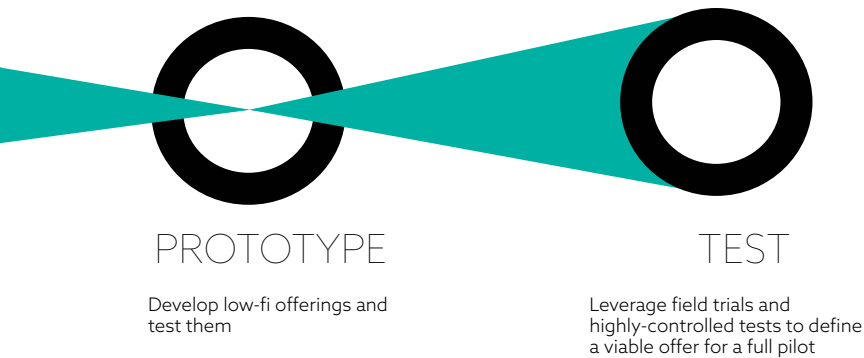 PROTOTYPE
Develop low-fi offerings and
test them
TEST
Leverage field trials and
highly-controlled tests to define
a viable offer for a full pilot